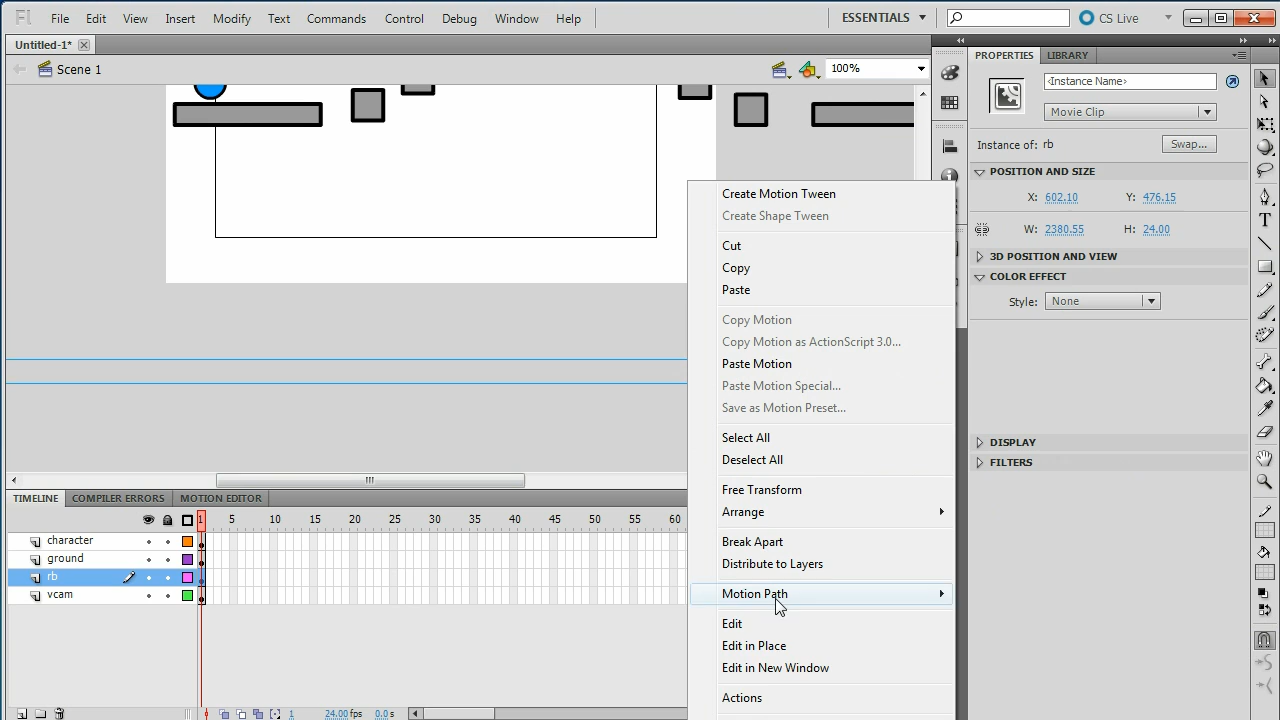 Fl File Edit View Insert Modify Text Commands Control Debug Window Help ESSENTIALS CS Live
Untitled-1*
Scene 1 100%
PROPERTIES LIBRARY
<Instance Name>
Movie Clip
Instance of: rb Swap...
POSITION AND SIZE
X: 602.10 Y: 476.15
W: 2380.55 H: 24.00
3D POSITION AND VIEW
COLOR EFFECT
Style: None
DISPLAY
FILTERS
Create Motion Tween
Create Shape Tween
Cut
Copy
Paste
Copy Motion
Copy Motion as ActionScript 3.0...
Paste Motion
Paste Motion Special...
Save as Motion Preset...
Select All
Deselect All
Free Transform
Arrange
Break Apart
Distribute to Layers
Motion Path
Edit
Edit in Place
Edit in New Window
Actions
TIMELINE COMPILER ERRORS MOTION EDITOR
1 5 10 15 20 25 30 35 40 45 50 55 60
character
ground
rb
vcam
1 24.00 fps 0.0 s